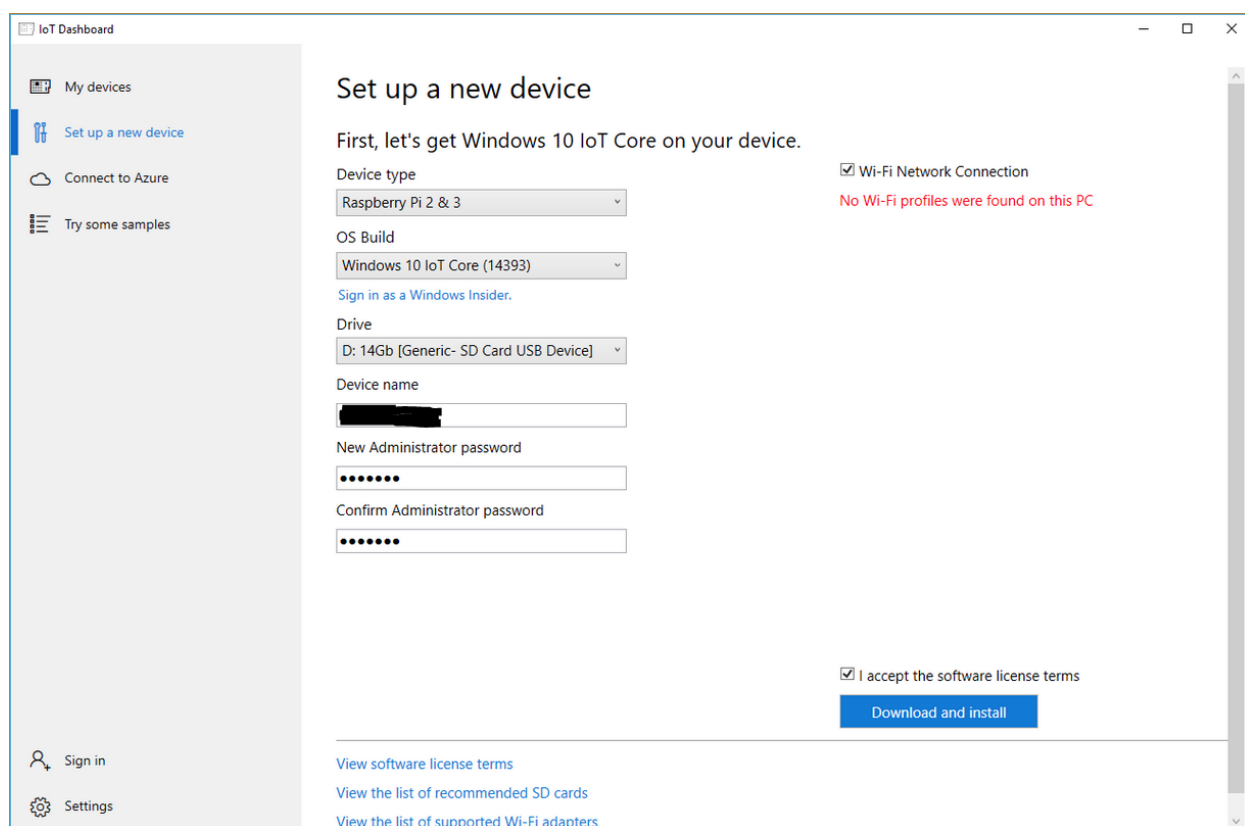 IoT Dashboard
My devices
Set up a new device
Connect to Azure
Try some samples
Sign in
Settings
Set up a new device
First, let's get Windows 10 IoT Core on your device.
Device type
Raspberry Pi 2 & 3
OS Build
Windows 10 IoT Core (14393)
Sign in as a Windows Insider.
Drive
D: 14Gb [Generic- SD Card USB Device]
Device name
New Administrator password
•••••••
Confirm Administrator password
•••••••
Wi-Fi Network Connection
No Wi-Fi profiles were found on this PC
I accept the software license terms
Download and install
View software license terms
View the list of recommended SD cards
View the list of supported Wi-Fi adapters